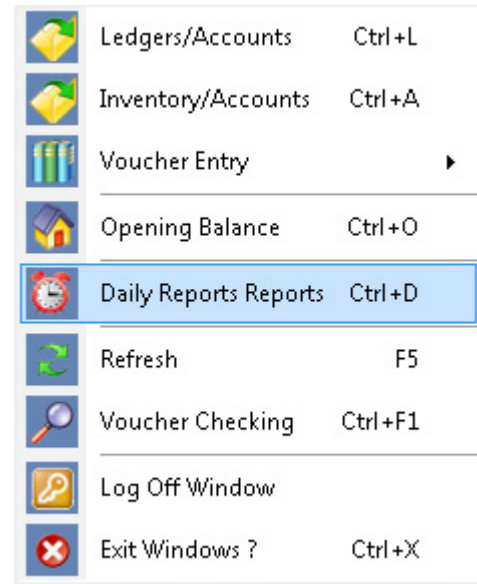 Ledgers/Accounts Ctrl+L
Inventory/Accounts Ctrl+A
Voucher Entry
Opening Balance Ctrl+O
Daily Reports Reports Ctrl+D
Refresh F5
Voucher Checking Ctrl+F1
Log Off Window
Exit Windows ? Ctrl+X